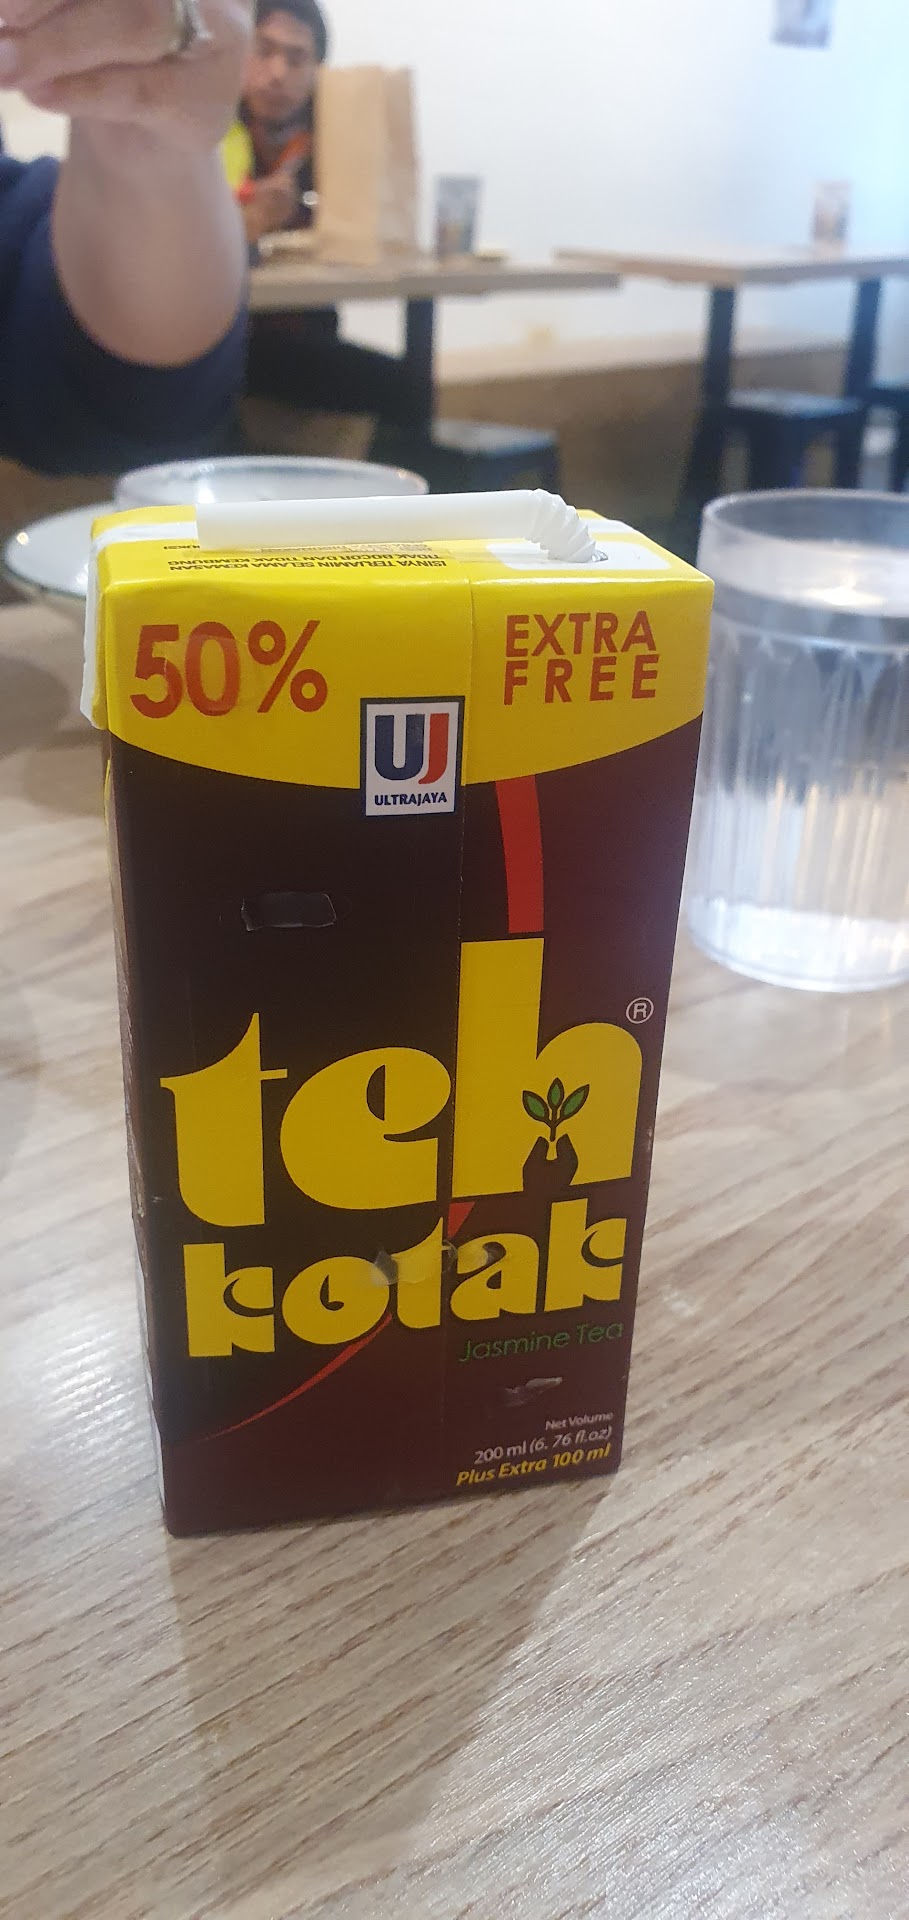 ISINYA TERJAMIN SELAMA KEMASAN
TIDAK BOCOR DAN TIDAK KEMBUNG
50%
EXTRA
FREE
UJ
ULTRAJAYA
teh
®
kotak
Jasmine Tea
Net Volume
200 ml (6. 76 fl.oz)
Plus Extra 100 ml